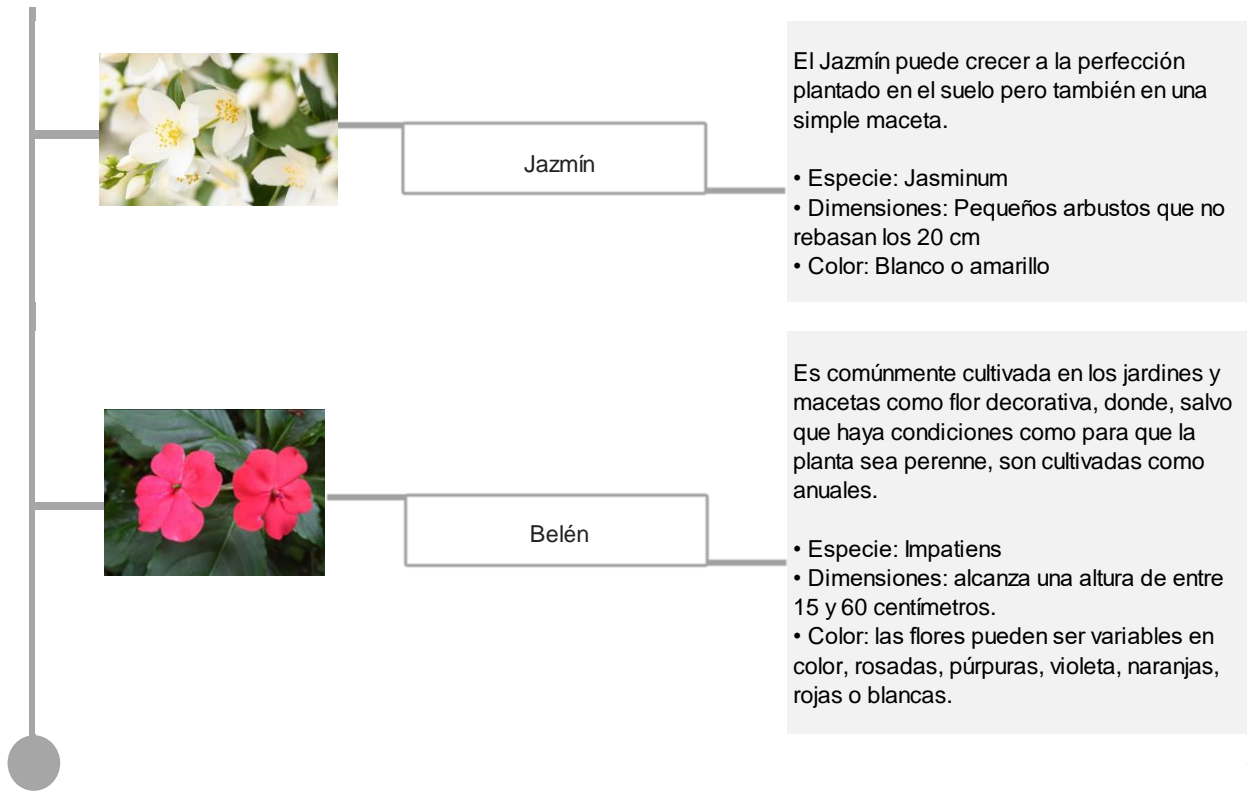 Jazmín
El Jazmín puede crecer a la perfección
plantado en el suelo pero también en una
simple maceta.
• Especie: Jasminum
• Dimensiones: Pequeños arbustos que no
rebasan los 20 cm
• Color: Blanco o amarillo
Belén
Es comúnmente cultivada en los jardines y
macetas como flor decorativa, donde, salvo
que haya condiciones como para que la
planta sea perenne, son cultivadas como
anuales.
• Especie: Impatiens
• Dimensiones: alcanza una altura de entre
15 y 60 centímetros.
• Color: las flores pueden ser variables en
color, rosadas, púrpuras, violeta, naranjas,
rojas o blancas.